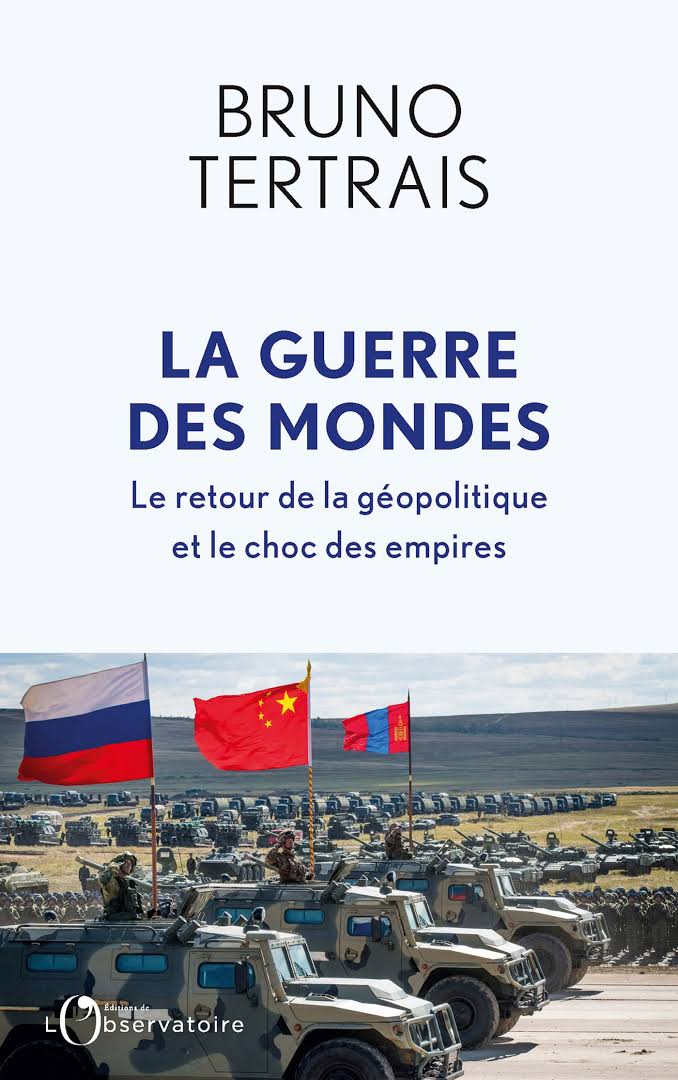 BRUNO
TERTRAIS
LA GUERRE
DES MONDES
Le retour de la géopolitique
et le choc des empires
Éditions de
L'Observatoire